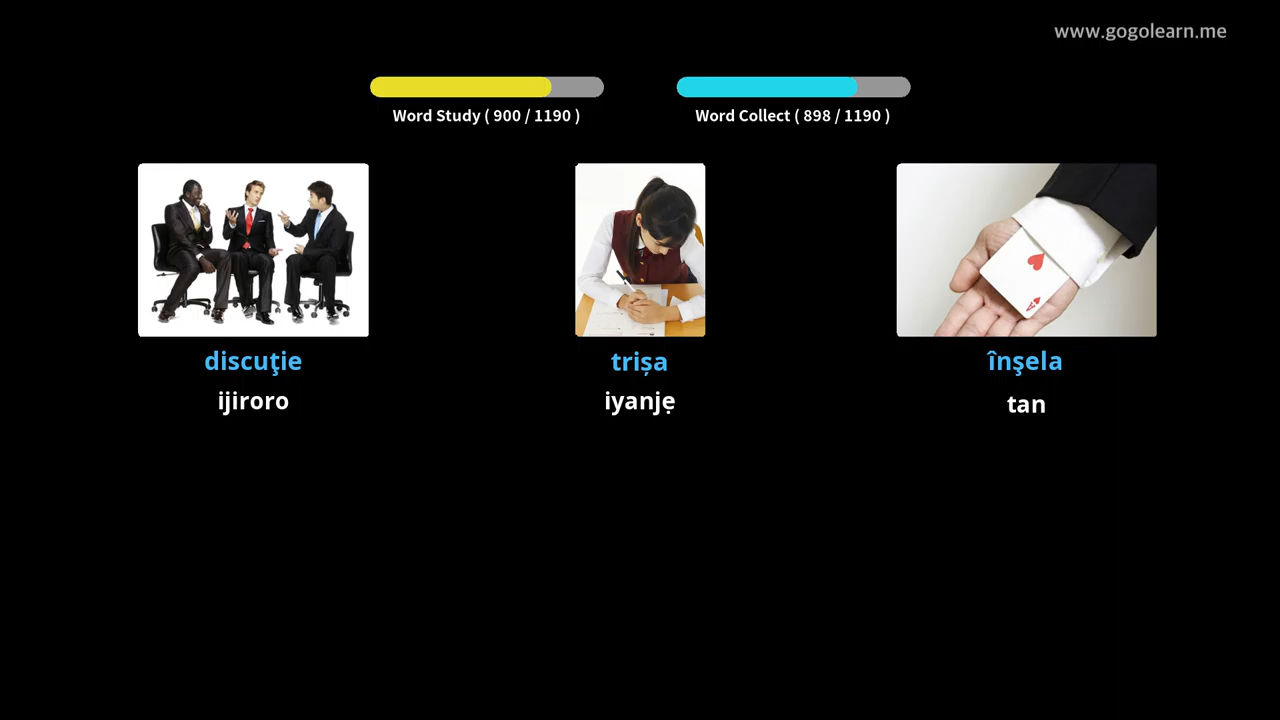 www.gogolearn.me
Word Study ( 900 / 1190 )
Word Collect ( 898 / 1190 )
discuţie
trișa
înşela
ijiroro
iyanjẹ
tan